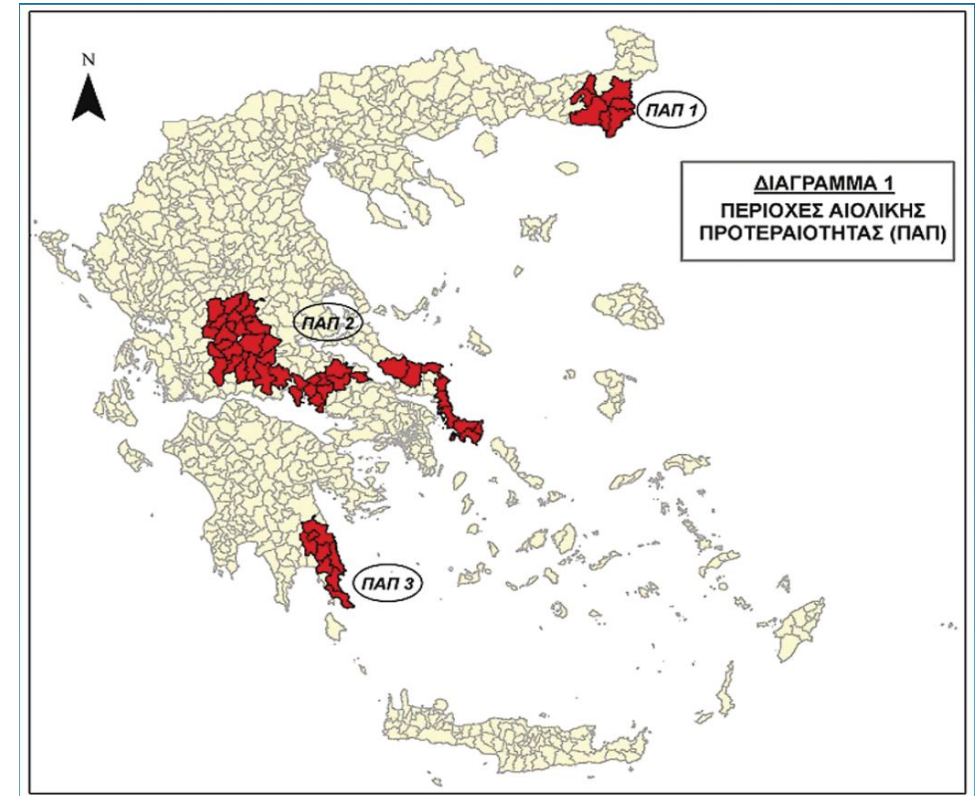 N
ΠΑΠ 1
ΔΙΑΓΡΑΜΜΑ 1
ΠΕΡΙΟΧΕΣ ΑΙΟΛΙΚΗΣ
ΠΡΟΤΕΡΑΙΟΤΗΤΑΣ (ΠΑΠ)
ΠΑΠ 2
ΠΑΠ 3